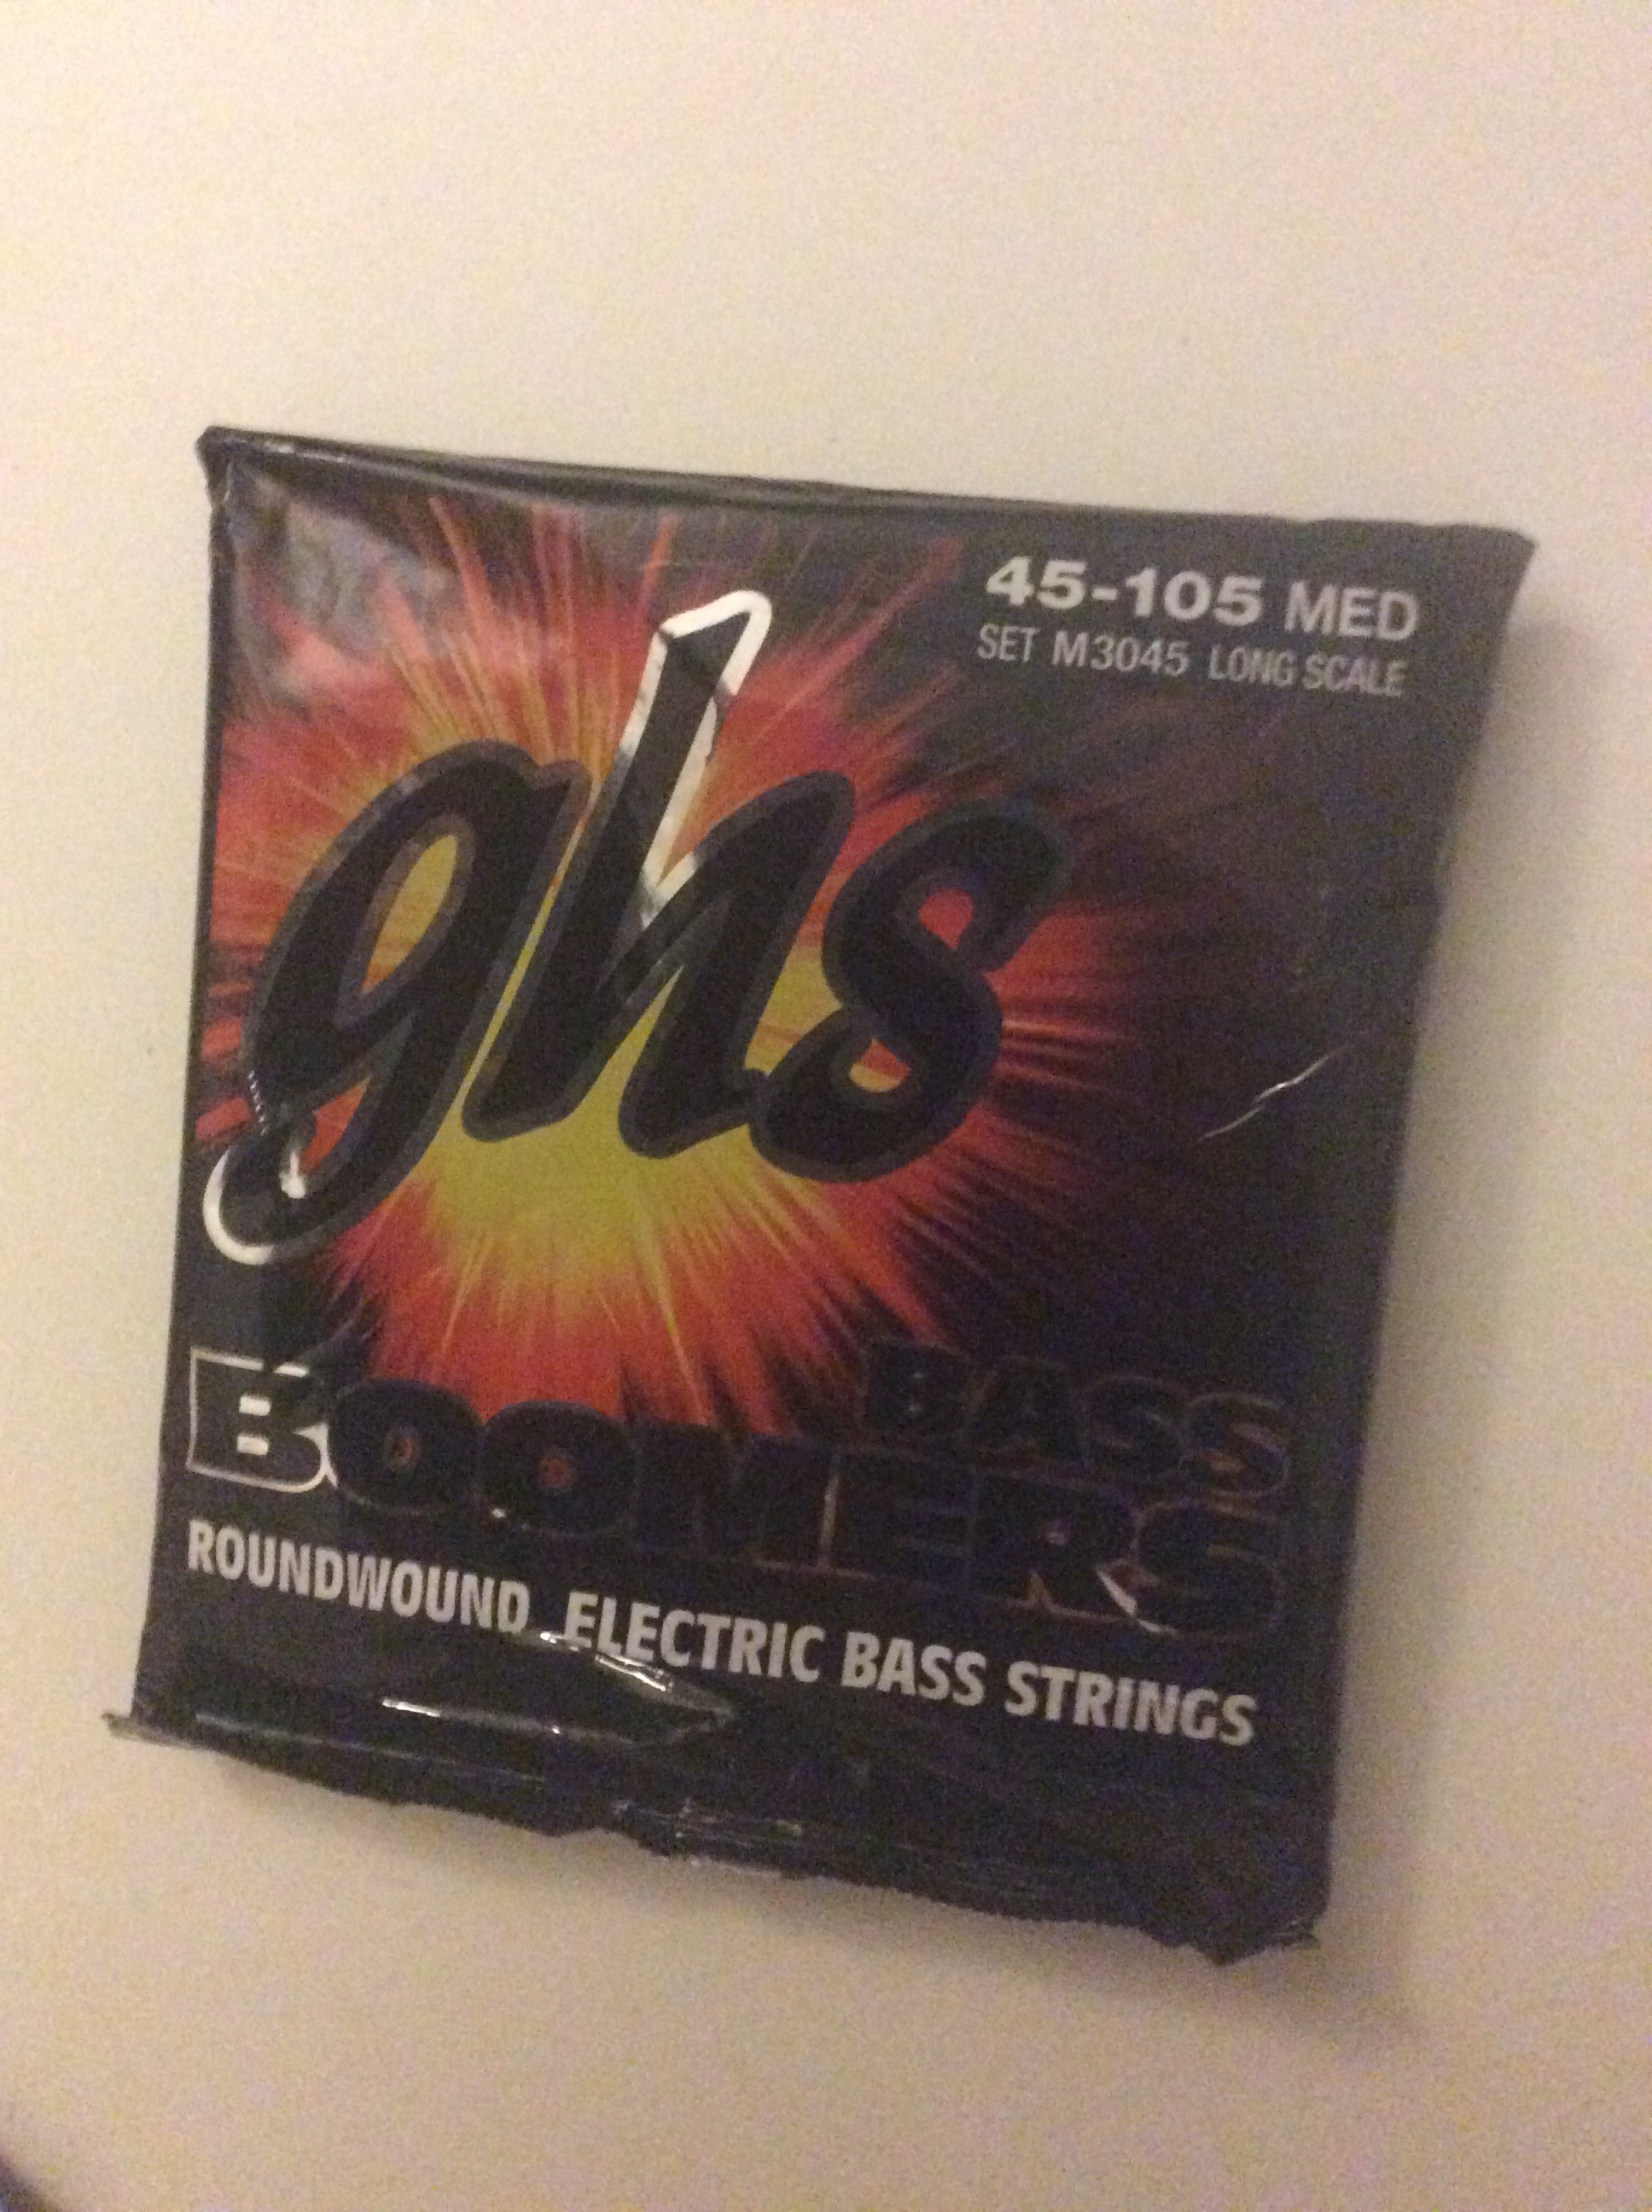 45-105 MED
SET M3045 LONG SCALE
ghs
BASS
BOOMERS
ROUNDWOUND ELECTRIC BASS STRINGS